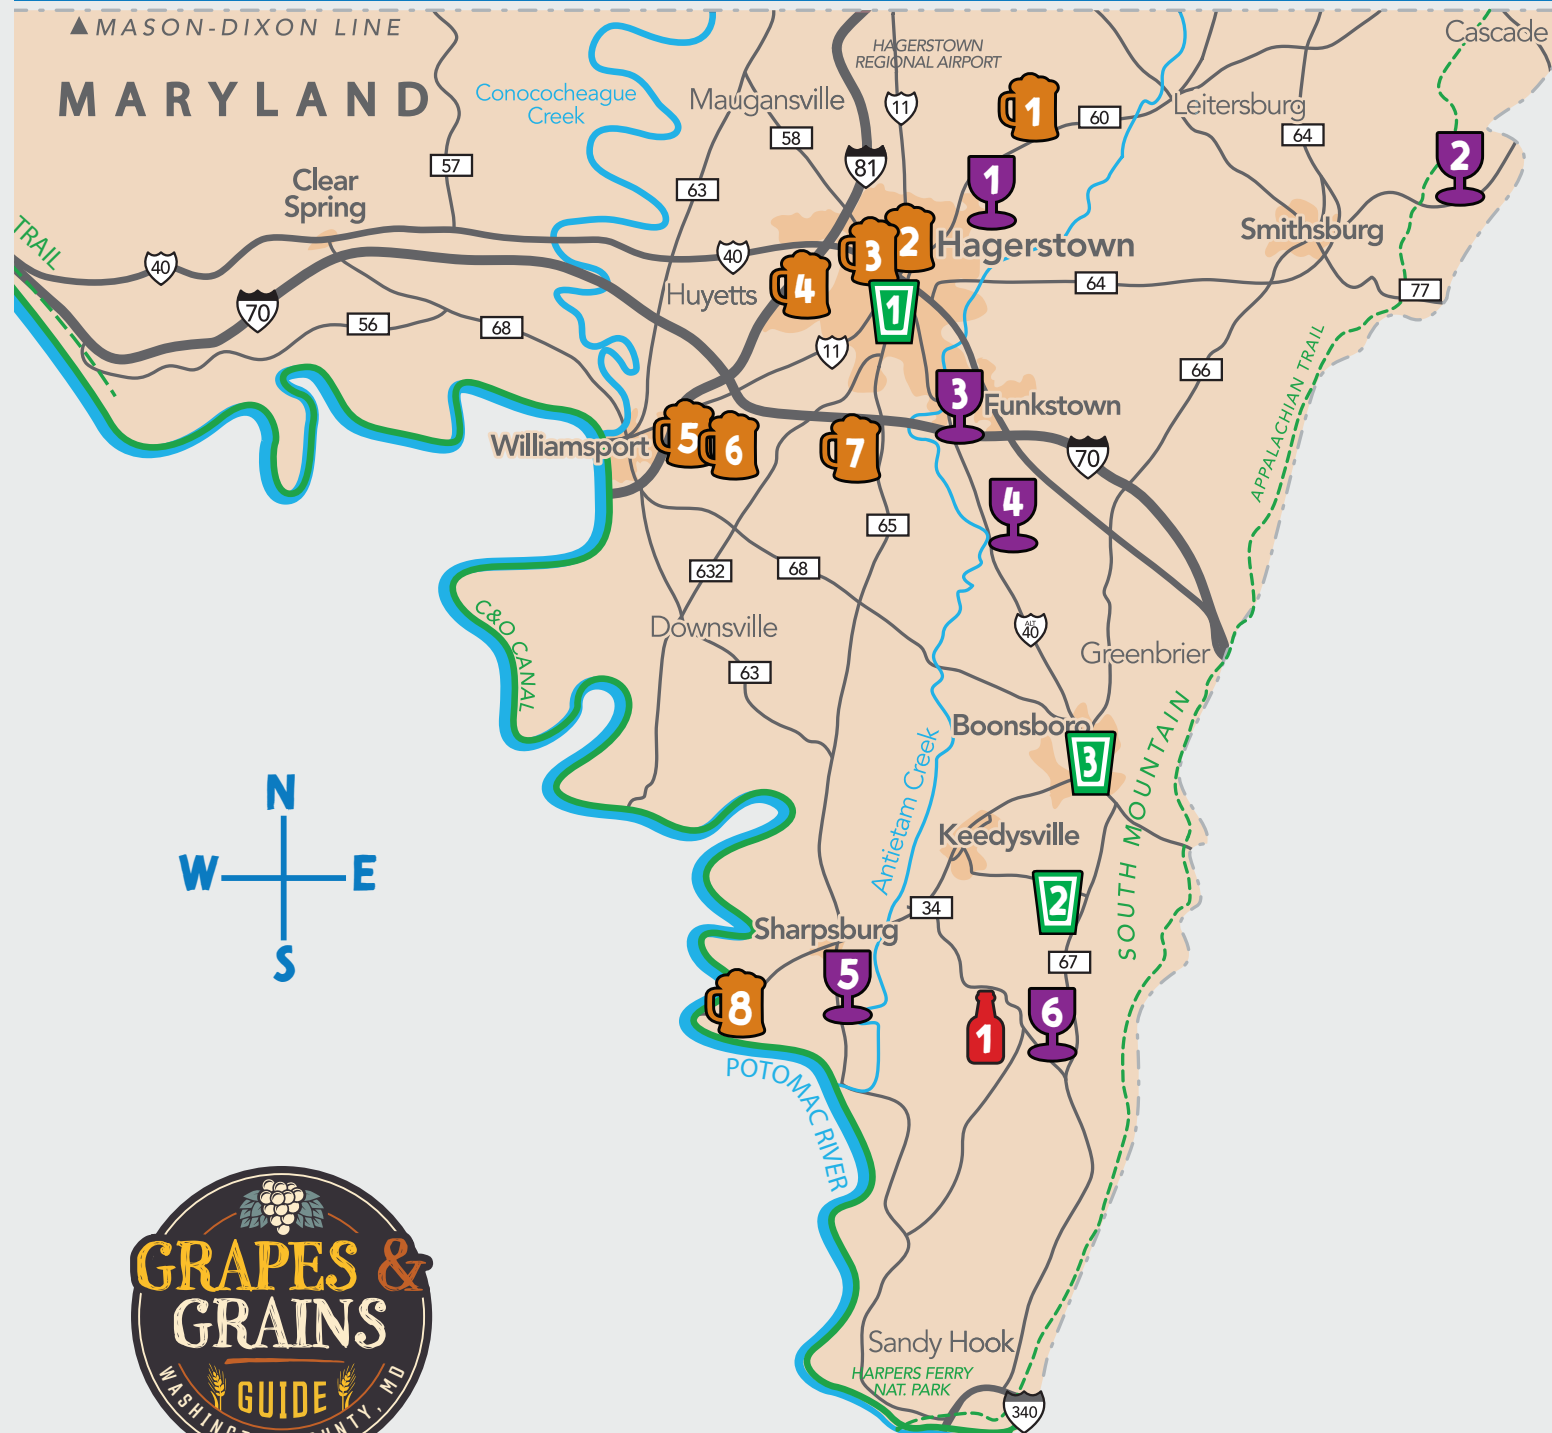 ▲MASON-DIXON LINE
MARYLAND
Cascade
HAGERSTOWN
REGIONAL AIRPORT
Conococheague
Creek
Maugansville
11
1
60
Leitersburg
58
64
57
81
2
Clear
Spring
63
1
TRAIL
Smithsburg
40
40
3
2
Hagerstown
4
64
77
Huyetts
70
56
68
1
11
66
APPALACHIAN TRAIL
3
Funkstown
Williamsport
5
6
7
70
4
65
632
68
C&O CANAL
Downsville
ALT
40
Greenbrier
63
SOUTH MOUNTAIN
Boonsboro
3
Antietam Creek
N
W
E
S
Keedysville
2
34
Sharpsburg
67
5
8
1
6
POTOMAC RIVER
GRAPES &
GRAINS
GUIDE
WASHINGTON COUNTY, MD
Sandy Hook
HARPERS FERRY
NAT. PARK
340